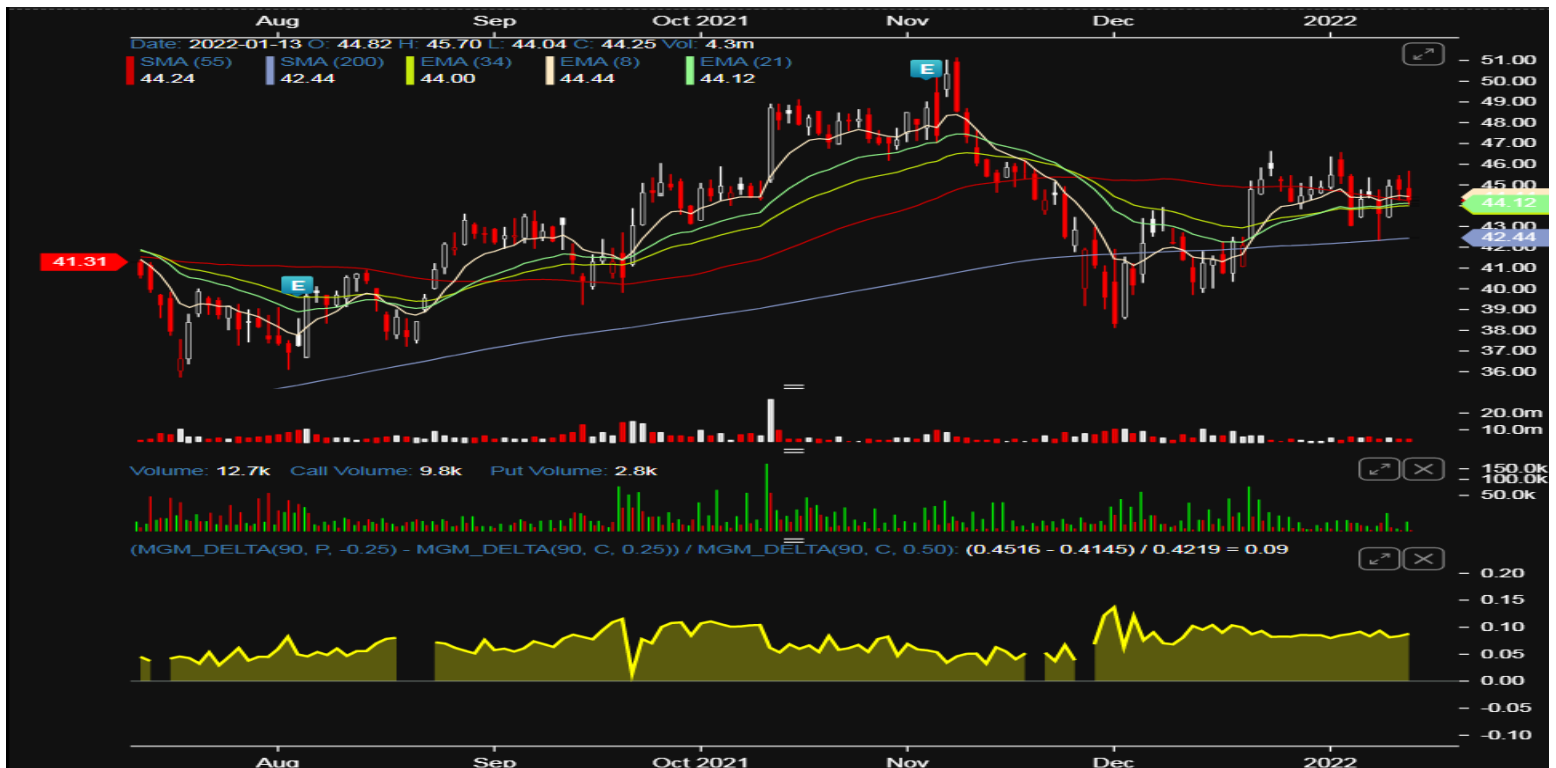 Aug Sep Oct 2021 Nov Dec 2022
Date: 2022-01-13 O: 44.82 H: 45.70 L: 44.04 C: 44.25 Vol: 4.3m
SMA (55) SMA (200) EMA (34) EMA (8) EMA (21)
44.24 42.44 44.00 44.44 44.12
E
E
51.00
50.00
49.00
48.00
47.00
46.00
45.00
44.12
43.00
42.44
42.00
41.00
40.00
39.00
38.00
37.00
36.00
41.31
20.0m
10.0m
Volume: 12.7k Call Volume: 9.8k Put Volume: 2.8k
150.0k
100.0k
50.0k
(MGM_DELTA(90, P, -0.25) - MGM_DELTA(90, C, 0.25)) / MGM_DELTA(90, C, 0.50): (0.4516 - 0.4145) / 0.4219 = 0.09
0.20
0.15
0.10
0.05
0.00
-0.05
-0.10
Aug Sep Oct 2021 Nov Dec 2022